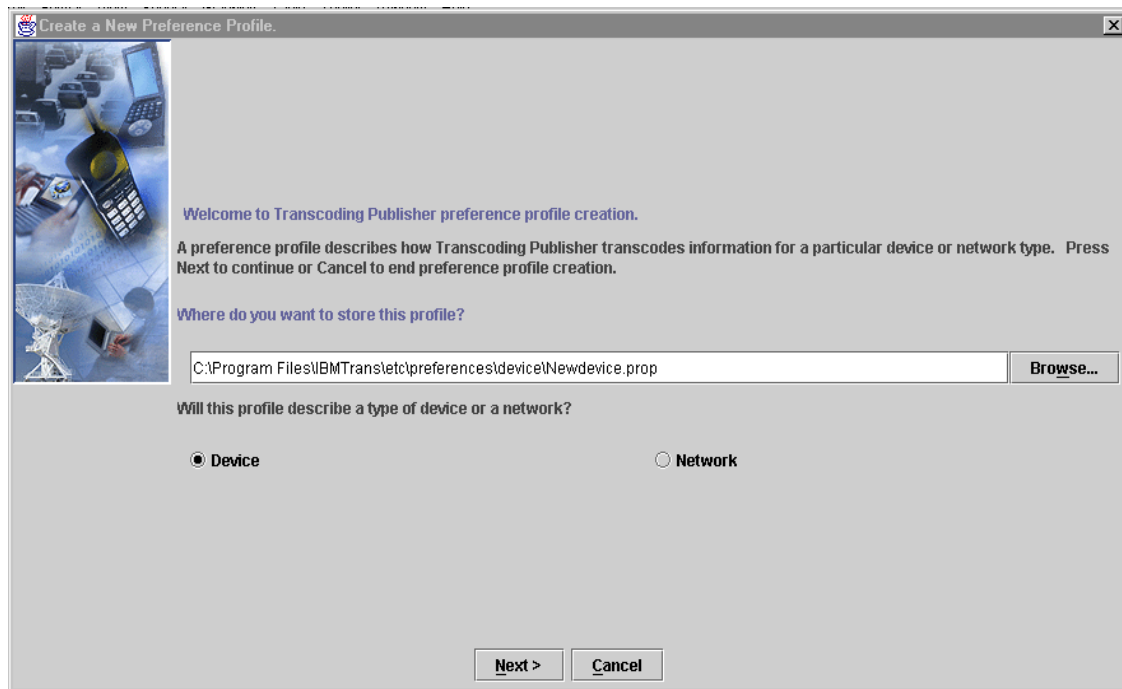 Create a New Preference Profile.
Welcome to Transcoding Publisher preference profile creation.
A preference profile describes how Transcoding Publisher transcodes information for a particular device or network type.  Press
Next to continue or Cancel to end preference profile creation.
Where do you want to store this profile?
C:\Program Files\IBMTrans\etc\preferences\device\Newdevice.prop
Browse...
Will this profile describe a type of device or a network?
Device
Network
Next >
Cancel